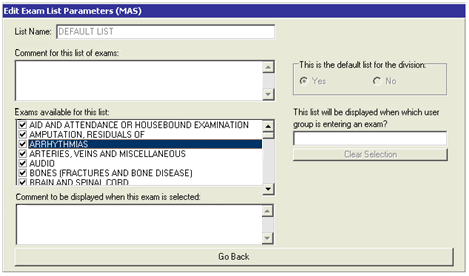 Edit Exam List Parameters (MAS)
List Name: DEFAULT LIST
Comment for this list of exams:
This is the default list for the division:
Yes No
Exams available for this list:
AID AND ATTENDANCE OR HOUSEBOUND EXAMINATION
AMPUTATION, RESIDUALS OF
ARRHYTHMIAS
ARTERIES, VEINS AND MISCELLANEOUS
AUDIO
BONES (FRACTURES AND BONE DISEASE)
BRAIN AND SPINAL CORD
This list will be displayed when which user
group is entering an exam?
Clear Selection
Comment to be displayed when this exam is selected:
Go Back